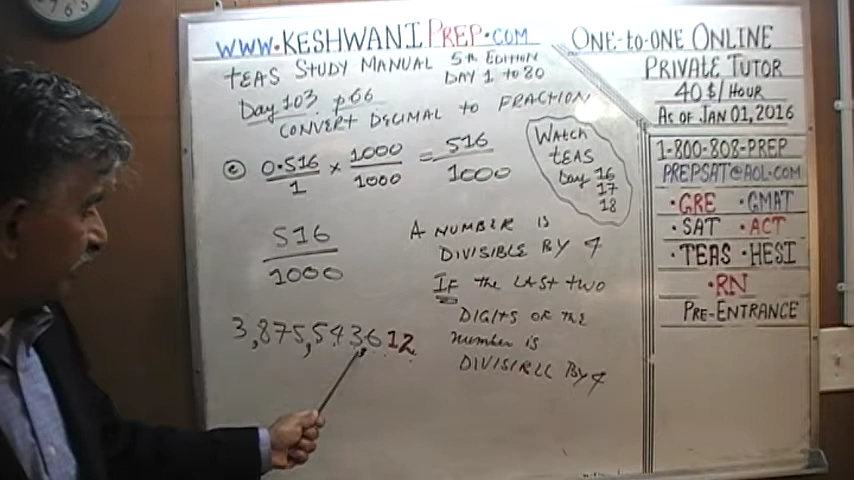 WWW.KESHWANIPREP.COM
TEAS STUDY MANUAL 5th EDITION
DAY 1 TO 80
Day 103 p66
CONVERT DECIMAL to FRACTION
C 0.516/1 x 1000/1000 = 516/1000
516/1000
3,875,543,612
Watch
tEAS
Day 16
17
18
A NUMBER IS
DIVISIBLE BY 4
IF the LAST TWO
DIGITS OF THE
number is
DIVISIBLE BY 4
ONE-to-ONE ONLINE
PRIVATE TUTOR
40$/HOUR
AS OF JAN 01,2016
1-800-808-PREP
PREPSAT@AOL.COM
•GRE •GMAT
•SAT •ACT
•TEAS •HESI
•RN
PRE-ENTRANCE